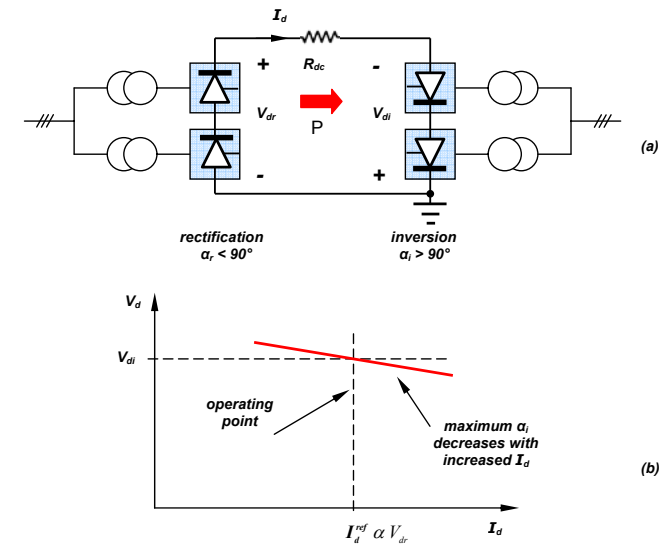 I_d
+
R_dc
-
V_dr
V_di
P
-
+
(a)
rectification
α_r < 90°
inversion
α_i > 90°
V_d
V_di
operating
point
maximum α_i
decreases with
increased I_d
(b)
I_d^ref α V_dr
I_d